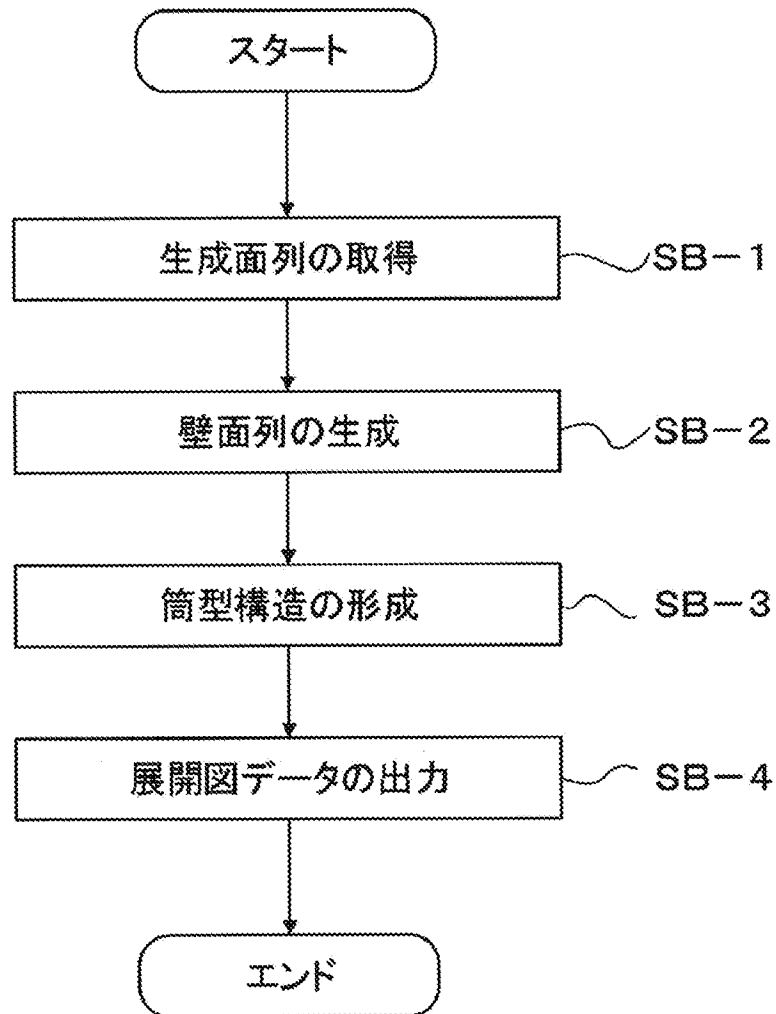 スタート
生成面列の取得
SB－1
壁面列の生成
SB－2
筒型構造の形成
SB－3
展開図データの出力
SB－4
エンド